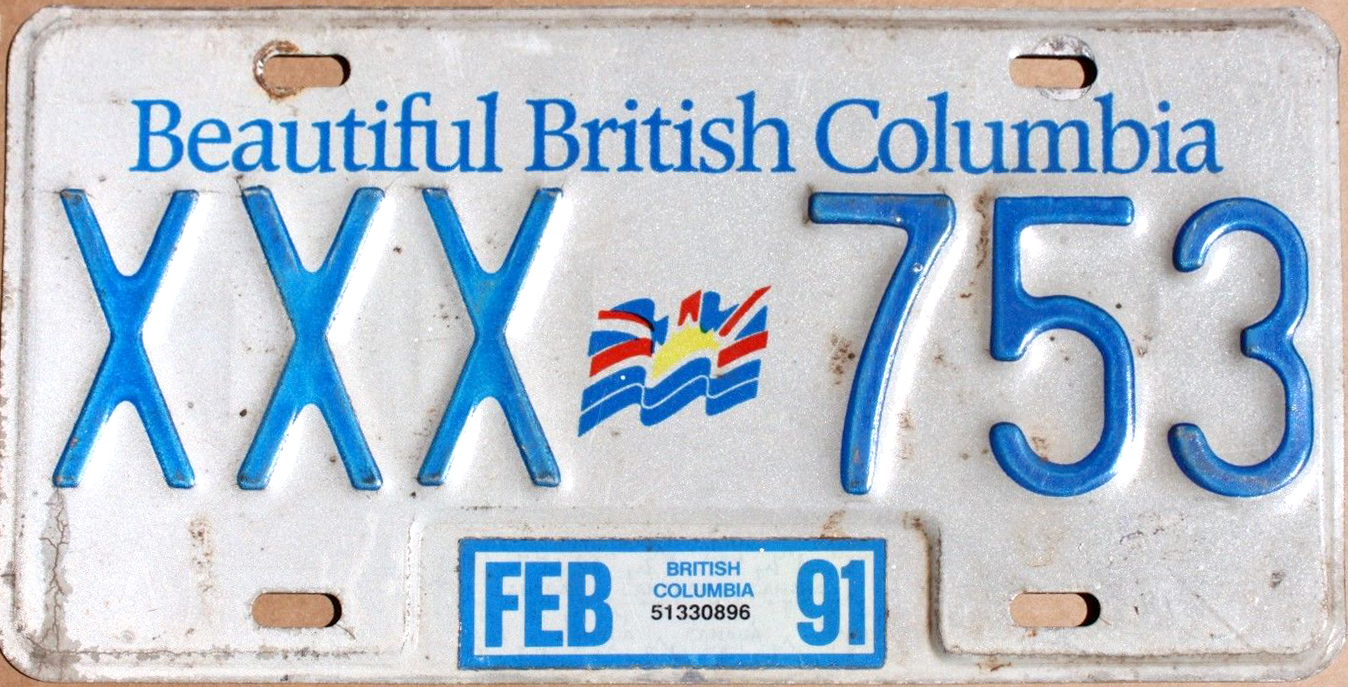 Beautiful British Columbia
XXX 753
FEB BRITISH COLUMBIA 91
51330896